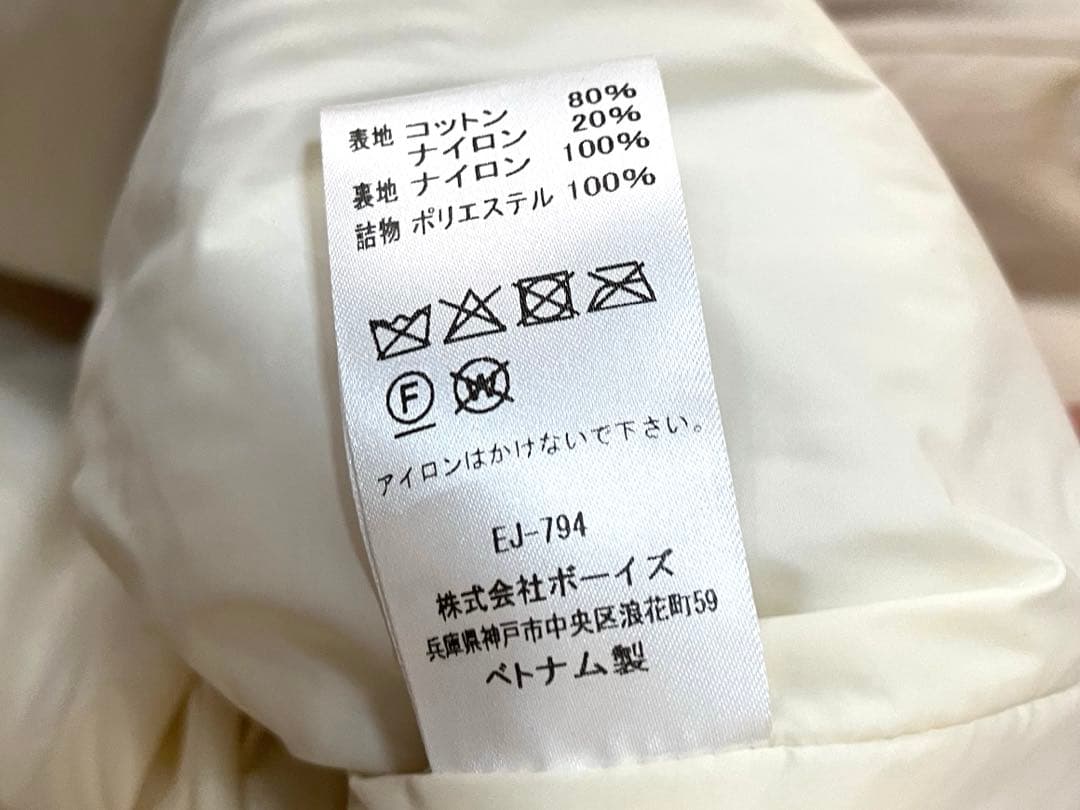 表地 コットン 80%
ナイロン 20%
裏地 ナイロン 100%
詰物 ポリエステル 100%
F W
アイロンはかけないで下さい。
EJ-794
株式会社ボーイズ
兵庫県神戸市中央区浪花町59
ベトナム製